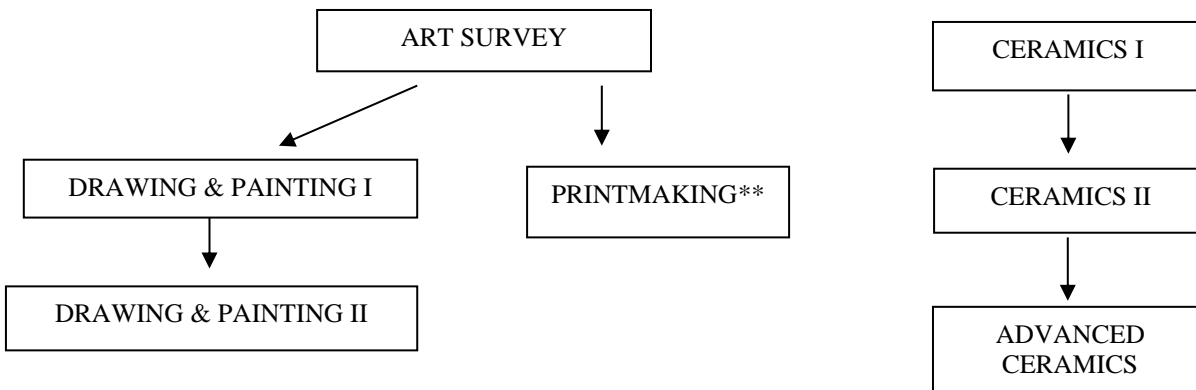 ART SURVEY
CERAMICS I
DRAWING & PAINTING I
PRINTMAKING**
CERAMICS II
DRAWING & PAINTING II
ADVANCED
CERAMICS